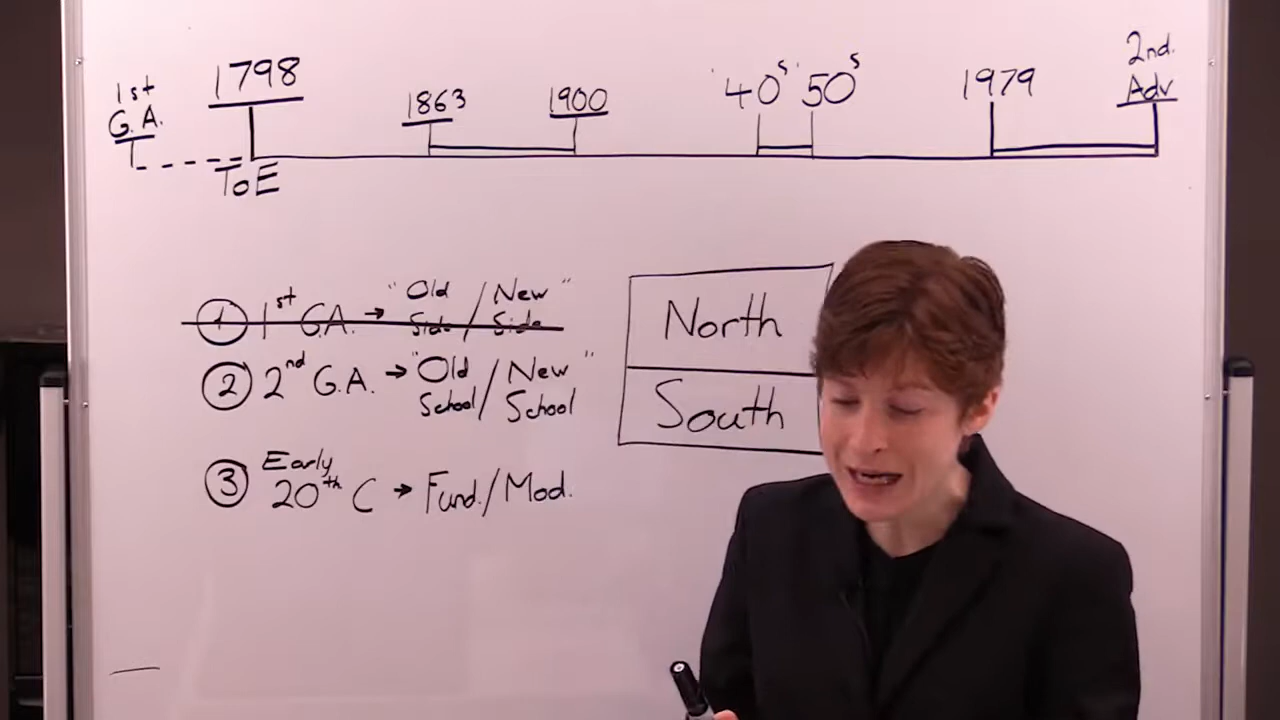 1st
G.A.
1798
ToE
1863
1900
'40s '50s
1979
2nd.
Adv
① 1st G.A. → "Old Side / New Side"
② 2nd G.A. → "Old School / New School"
③ Early 20th C → Fund./Mod.
North
South